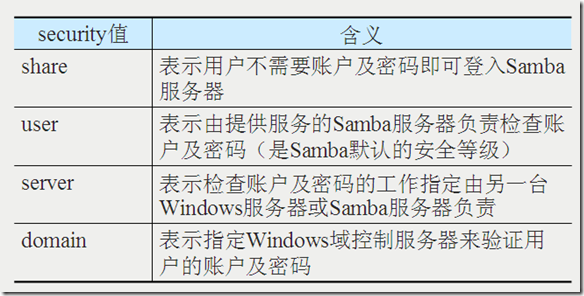 security值 含义
share 表示用户不需要账户及密码即可登入Samba
服务器
user 表示由提供服务的Samba服务器负责检查账
户及密码（是Samba默认的安全等级）
server 表示检查账户及密码的工作指定由另一台
Windows服务器或Samba服务器负责
domain 表示指定Windows域控制服务器来验证用
户的账户及密码